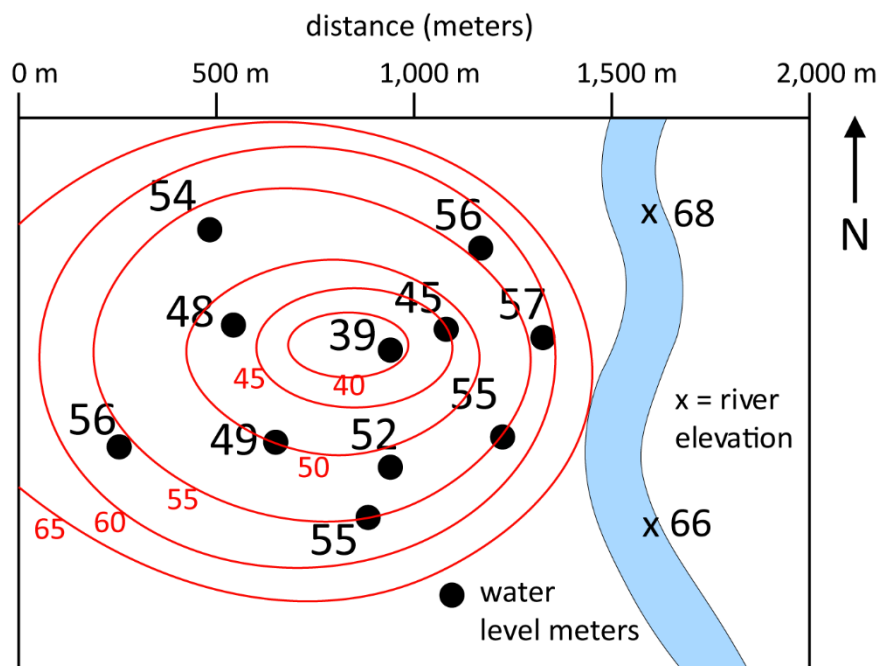 distance (meters)
0 m 500 m 1,000 m 1,500 m 2,000 m
54
56
x 68
N
48
45
57
39
45
40
x = river
elevation
55
56
49
52
50
55
60
65
55
x 66
water
level meters